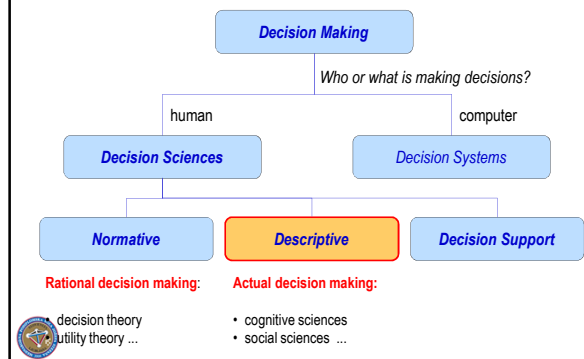 Decision Making
Who or what is making decisions?
human
computer
Decision Sciences
Decision Systems
Normative
Descriptive
Decision Support
Rational decision making:
Actual decision making:
• decision theory
• cognitive sciences
utility theory ...
• social sciences ...